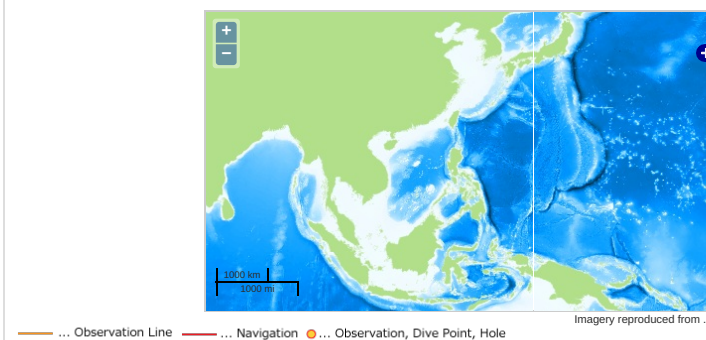 +
−
1000 km
1000 mi
Imagery reproduced from .
... Observation Line ... Navigation ... Observation, Dive Point, Hole